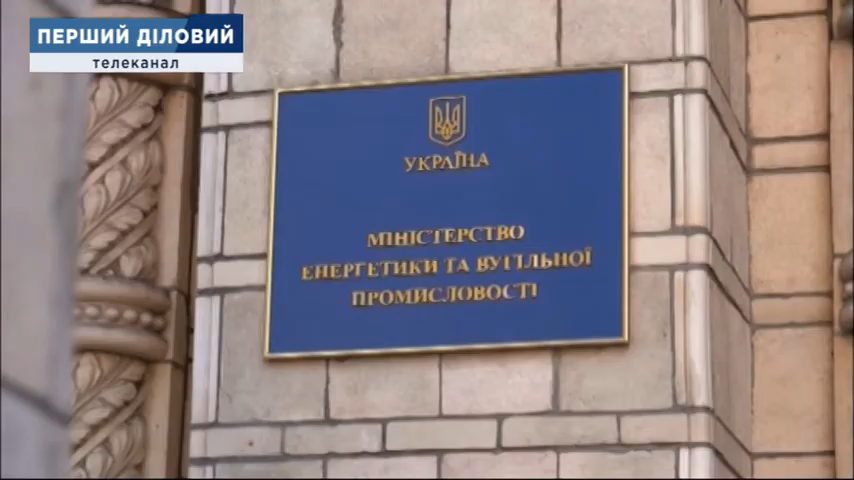 ПЕРШИЙ ДІЛОВИЙ
телеканал
УКРАЇНА
МІНІСТЕРСТВО
ЕНЕРГЕТИКИ ТА ВУГІЛЬНОЇ
ПРОМИСЛОВОСТІ